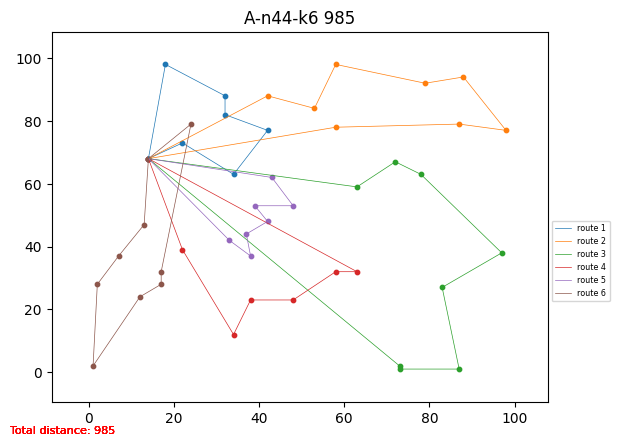 A-n44-k6 985
100
80
60
40
20
0
0 20 40 60 80 100
route 1
route 2
route 3
route 4
route 5
route 6
Total distance: 985